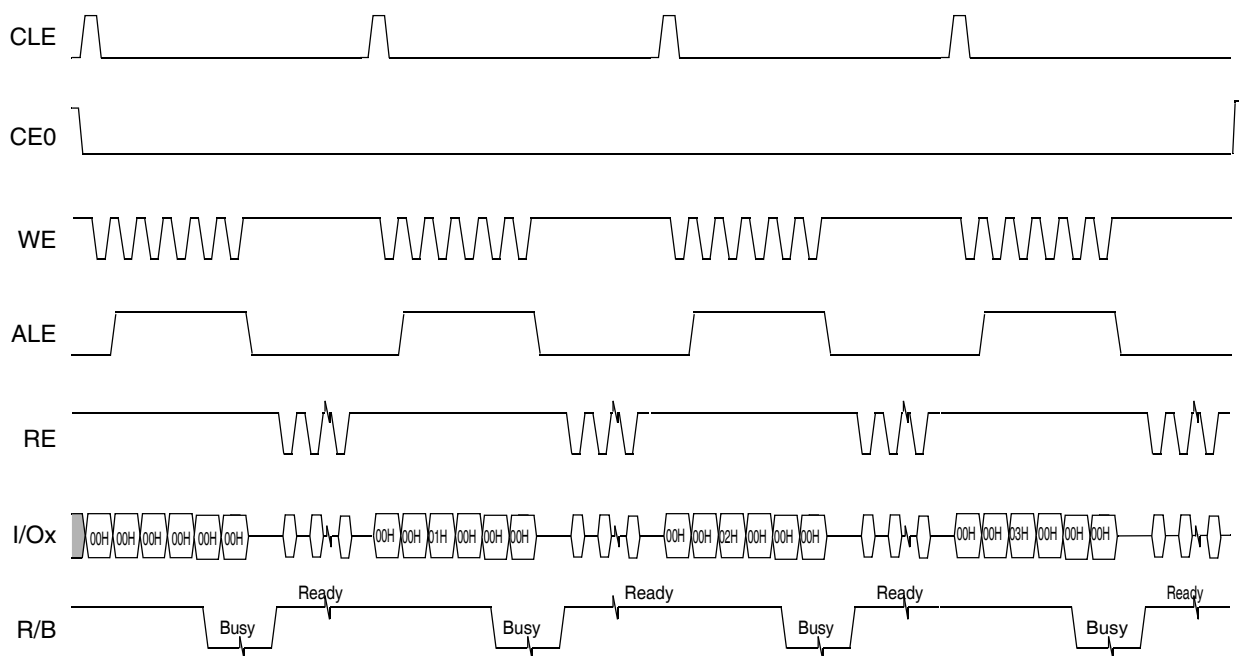 CLE
CE0
WE
ALE
RE
I/Ox 00H 00H 00H 00H 00H 00H 00H 00H 01H 00H 00H 00H 00H 00H 02H 00H 00H 00H 00H 00H 03H 00H 00H 00H
Ready Ready Ready Ready
R/B Busy Busy Busy Busy